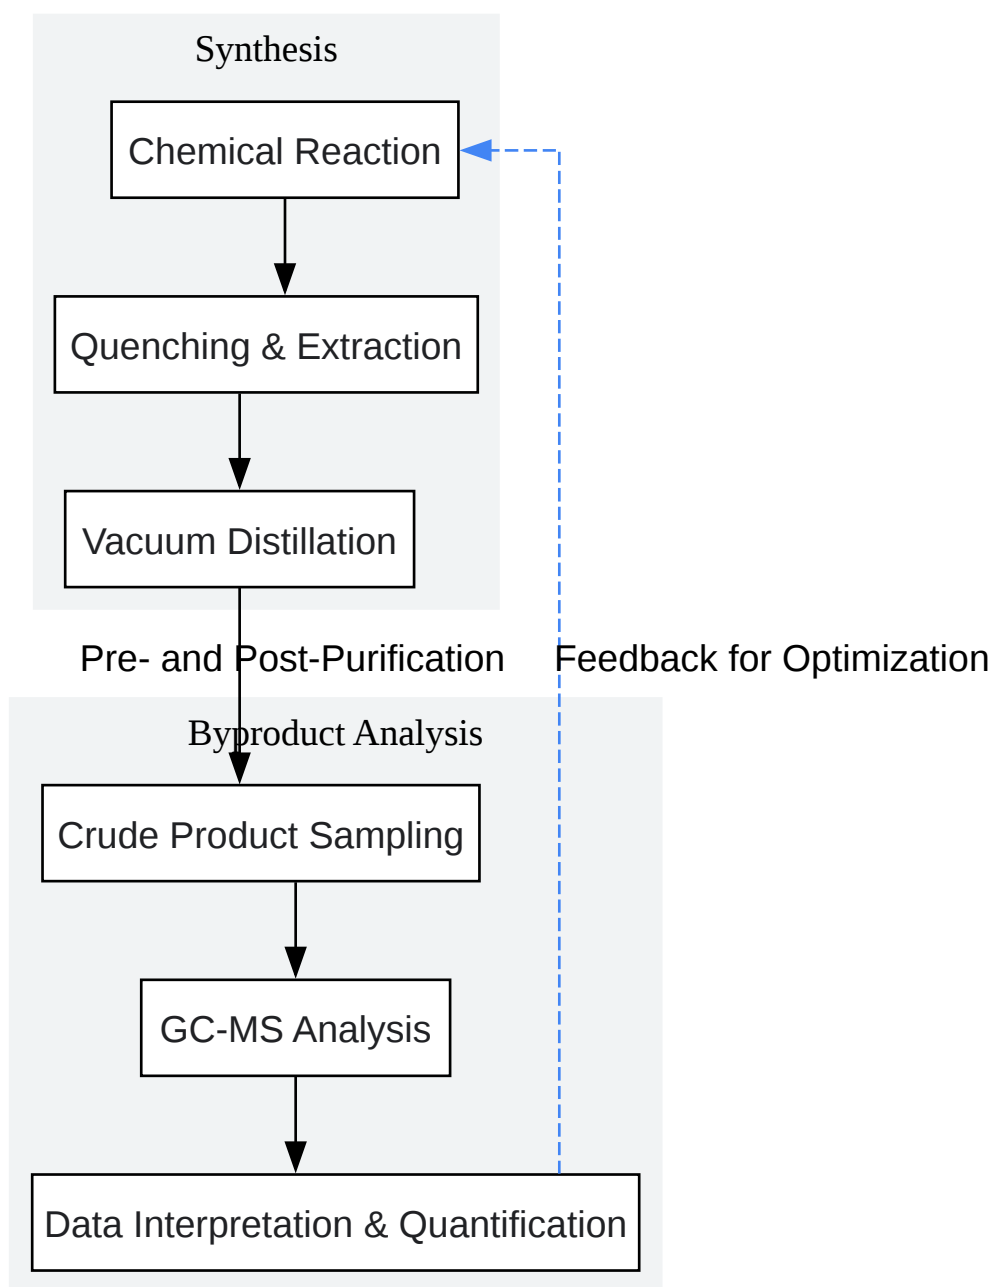 Synthesis
Chemical Reaction
Quenching & Extraction
Vacuum Distillation
Pre- and Post-Purification
Feedback for Optimization
Byproduct Analysis
Crude Product Sampling
GC-MS Analysis
Data Interpretation & Quantification